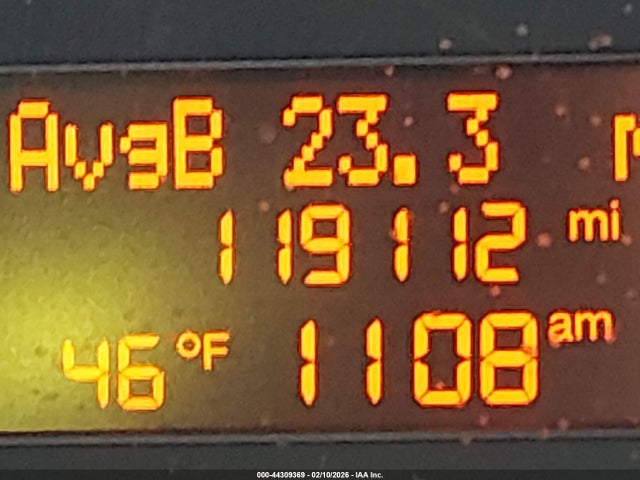 AvgB 23.3 m
119112 mi
46 °F 1108 am
000-44309369 - 02/10/2026 - IAA Inc.